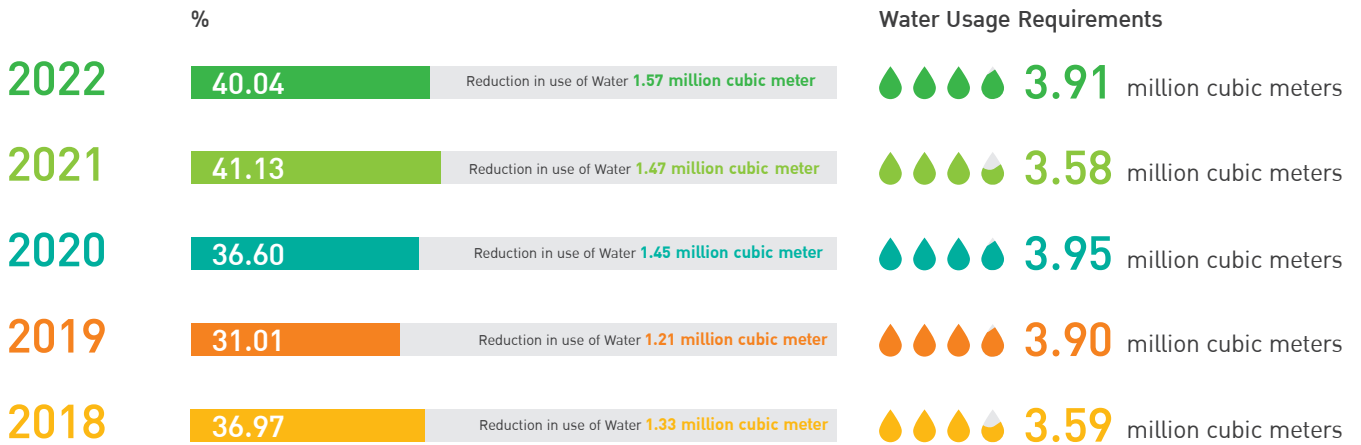 % Water Usage Requirements
2022 40.04 Reduction in use of Water 1.57 million cubic meter 3.91 million cubic meters
2021 41.13 Reduction in use of Water 1.47 million cubic meter 3.58 million cubic meters
2020 36.60 Reduction in use of Water 1.45 million cubic meter 3.95 million cubic meters
2019 31.01 Reduction in use of Water 1.21 million cubic meter 3.90 million cubic meters
2018 36.97 Reduction in use of Water 1.33 million cubic meter 3.59 million cubic meters